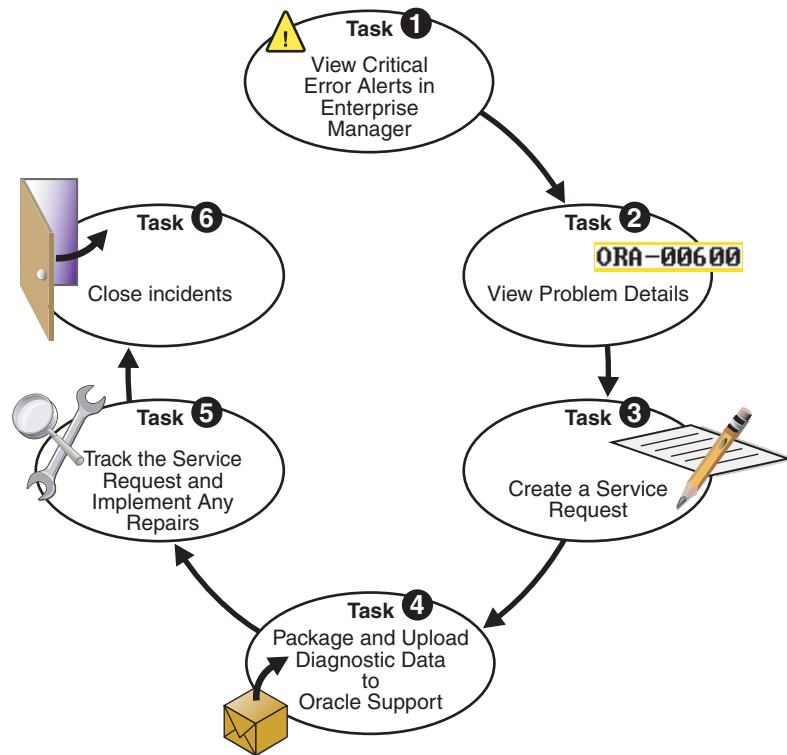 Task 1
!
View Critical
Error Alerts in
Enterprise
Manager
Task 2
ORA-00600
View Problem Details
Task 3
Create a Service
Request
Task 4
Package and Upload
Diagnostic Data
to
Oracle Support
Task 5
Track the Service
Request and
Implement Any
Repairs
Task 6
Close incidents